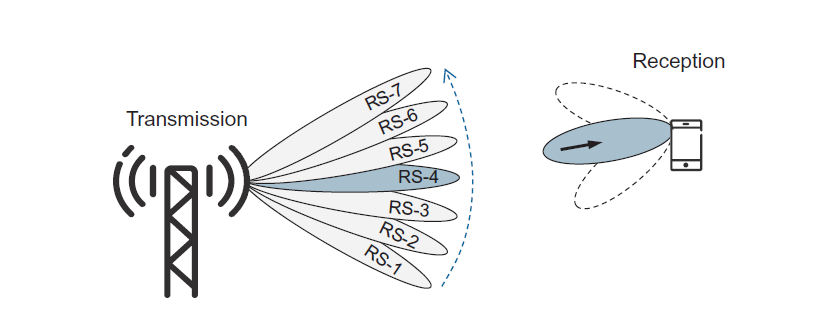 Reception
Transmission
RS-7
RS-6
RS-5
RS-4
RS-3
RS-2
RS-1